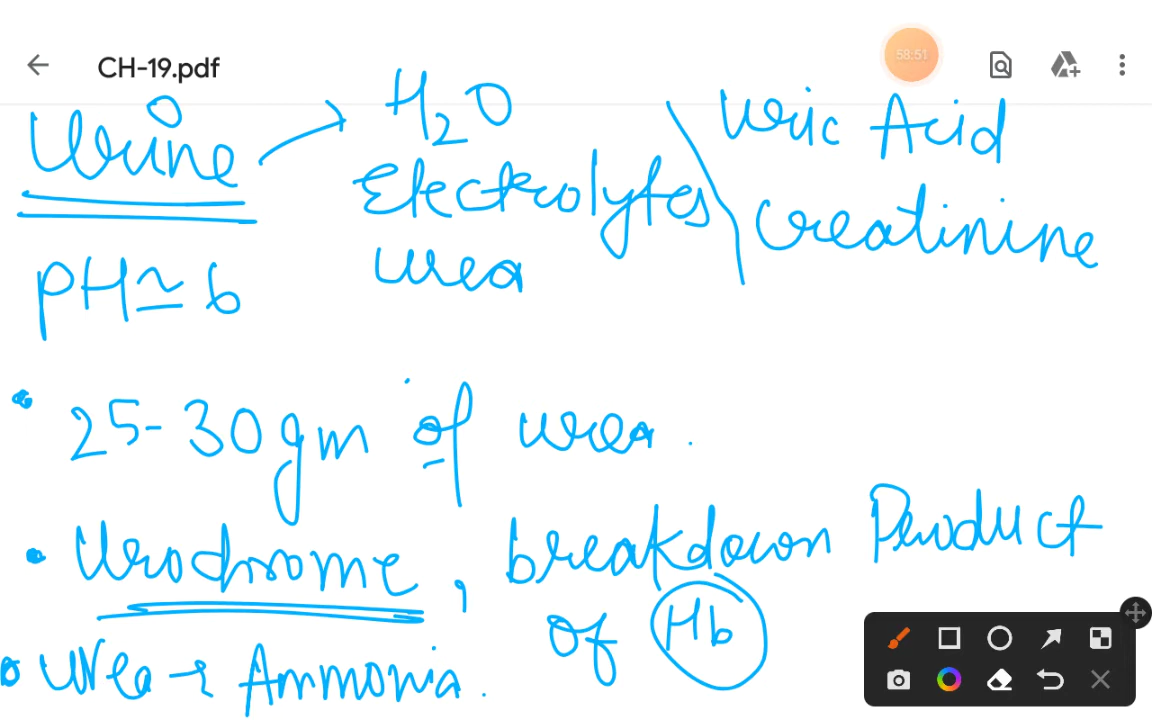 CH-19.pdf
58:51
Urine → H₂O
Electrolytes
urea
Uric Acid
Creatinine
pH ≃ 6
• 25-30 gm of urea.
• Urochrome, breakdown Product
of Hb
• Urea → Ammonia.